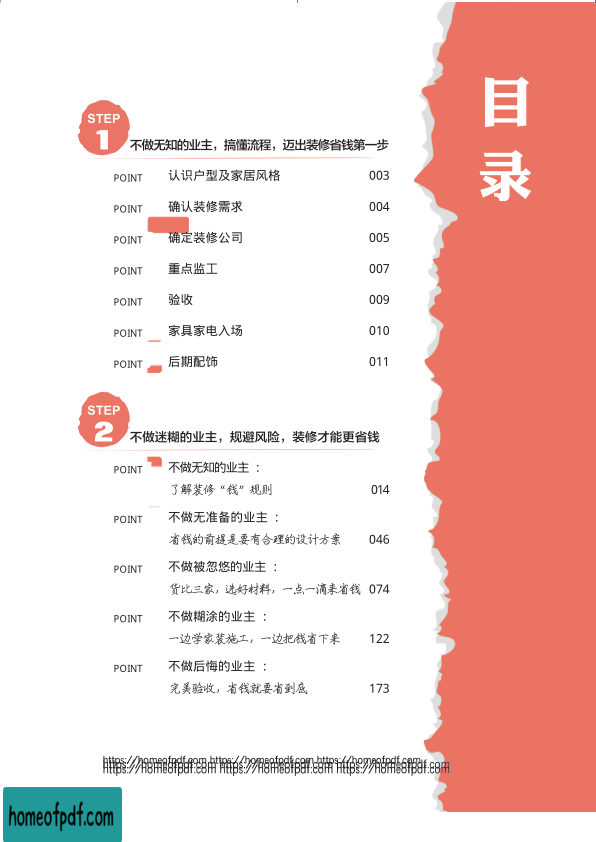 目
录
STEP
1
不做无知的业主，搞懂流程，迈出装修省钱第一步
POINT 认识户型及家居风格 003
POINT 确认装修需求 004
POINT 确定装修公司 005
POINT 重点监工 007
POINT 验收 009
POINT 家具家电入场 010
POINT 后期配饰 011
STEP
2
不做迷糊的业主，规避风险，装修才能更省钱
POINT 不做无知的业主：
了解装修“钱”规则 014
POINT 不做无准备的业主：
省钱的前提是要有合理的设计方案 046
POINT 不做被忽悠的业主：
货比三家，选好材料，一点一滴来省钱 074
POINT 不做糊涂的业主：
一边学家装施工，一边把钱省下来 122
POINT 不做后悔的业主：
完美验收，省钱就要省到底 173
https://homeofpdf.com https://homeofpdf.com https://homeofpdf.com
https://homeofpdf.com https://homeofpdf.com https://homeofpdf.com
homeofpdf.com